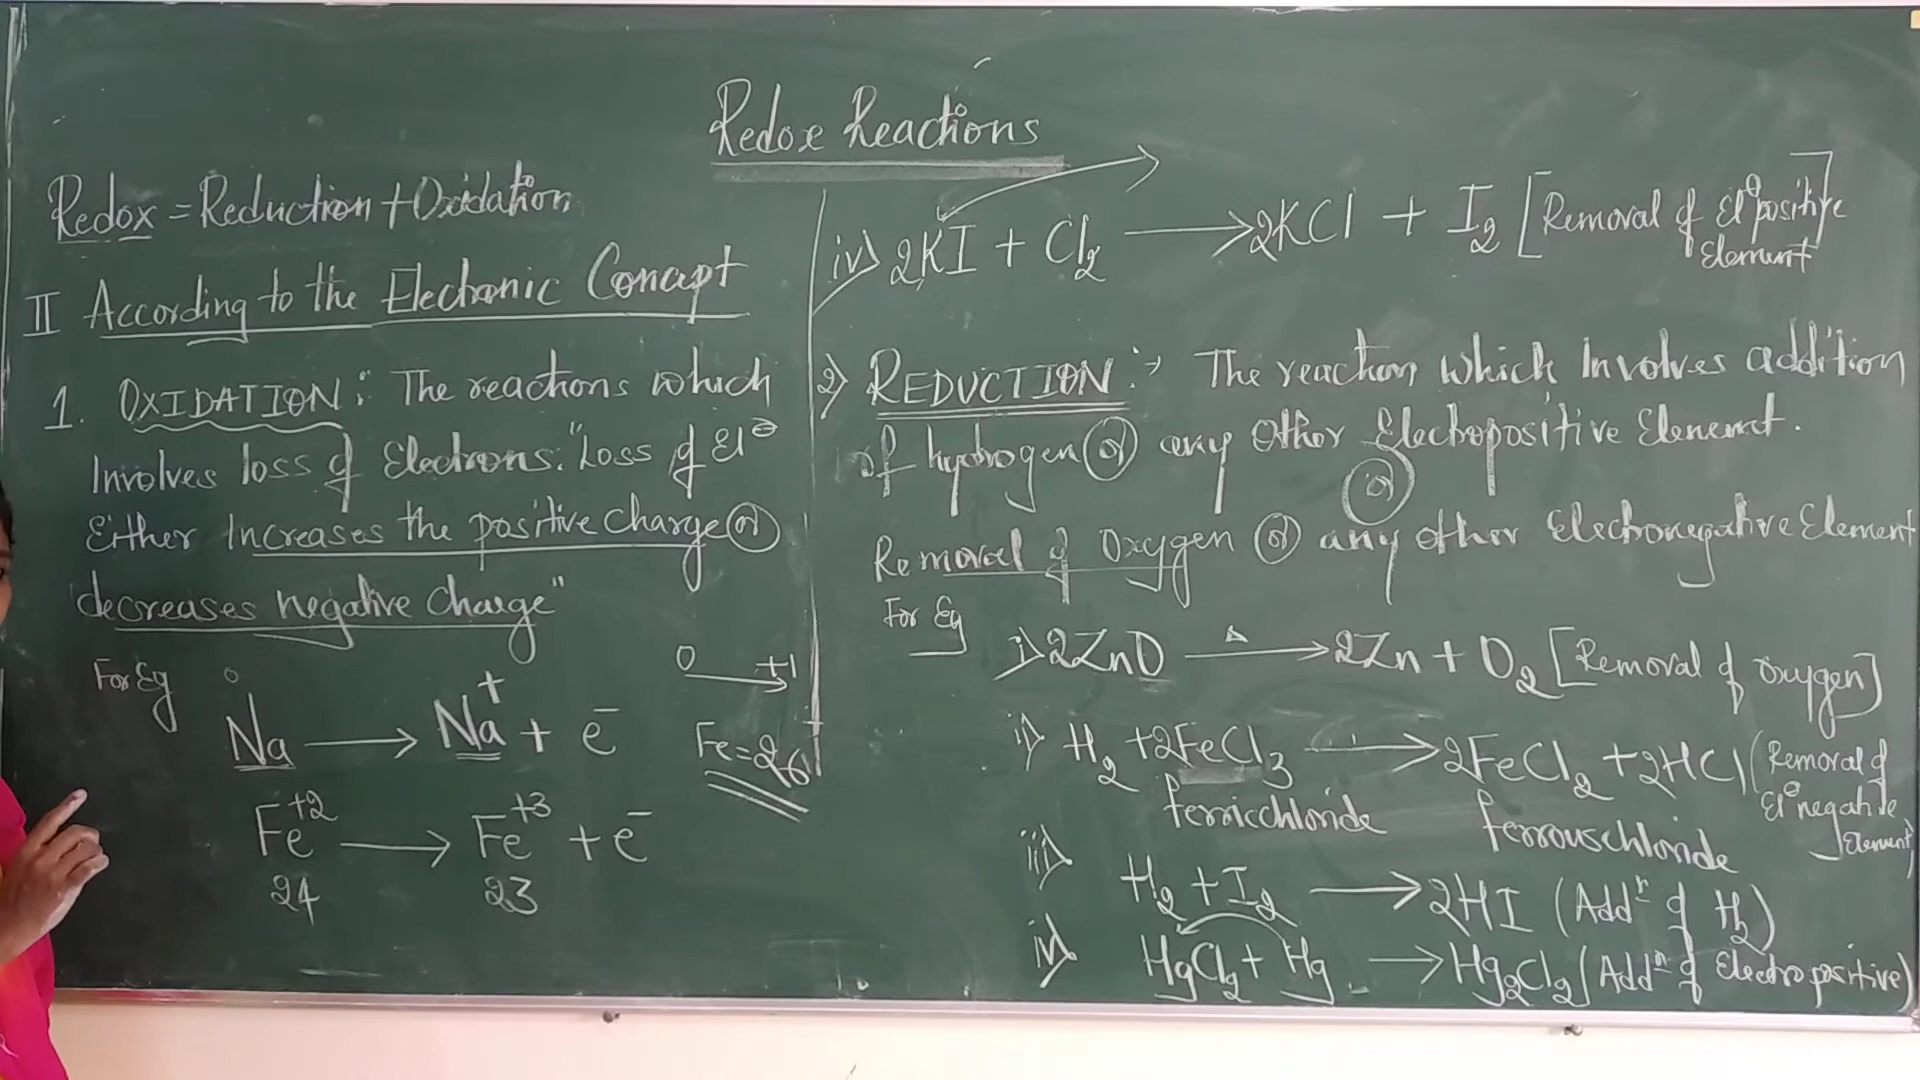 Redox Reactions
Redox = Reduction + Oxidation
II According to the Electronic Concept
1. OXIDATION: The reactions which
Involves loss of Electrons. "Loss of El⊖
Either Increases the positive charge (or)
decreases negative charge"
For Eg
0 → +1
Na → Na⁺ + e⁻
Fe = 26
Fe⁺² → Fe⁺³ + e⁻
24 23
iv) 2KI + Cl₂ → 2KCl + I₂ [Removal of El⁰positive
Element]
2) REDUCTION: The reaction which involves addition
of hydrogen (or) any other Electropositive Elenemt.
(or)
Removal of Oxygen (or) any other Electronegative Element
For Eg
i) 2ZnO —Δ→ 2Zn + O₂ [Removal of oxygen]
ii) H₂ + 2FeCl₃ → 2FeCl₂ + 2HCl (Removal of
El⁰negative
Element)
ferricchloride ferrouschloride
iii) H₂ + I₂ → 2HI (Addⁿ of H₂)
iv) HgCl₂ + Hg → Hg₂Cl₂ (Addⁿ of Electropositive)